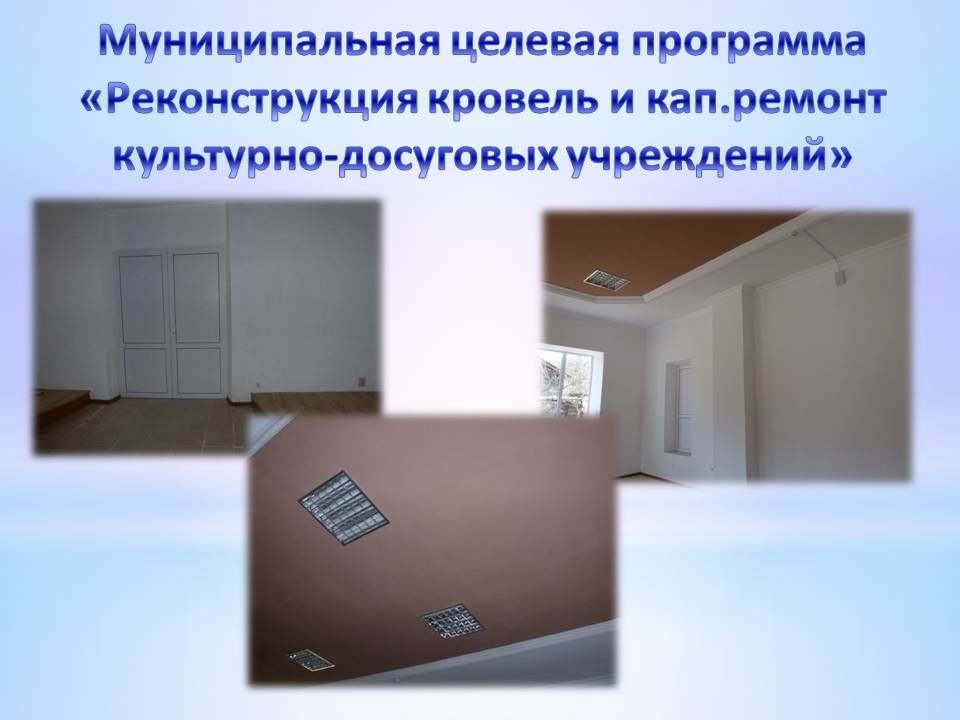 Муниципальная целевая программа
«Реконструкция кровель и кап.ремонт
культурно-досуговых учреждений»